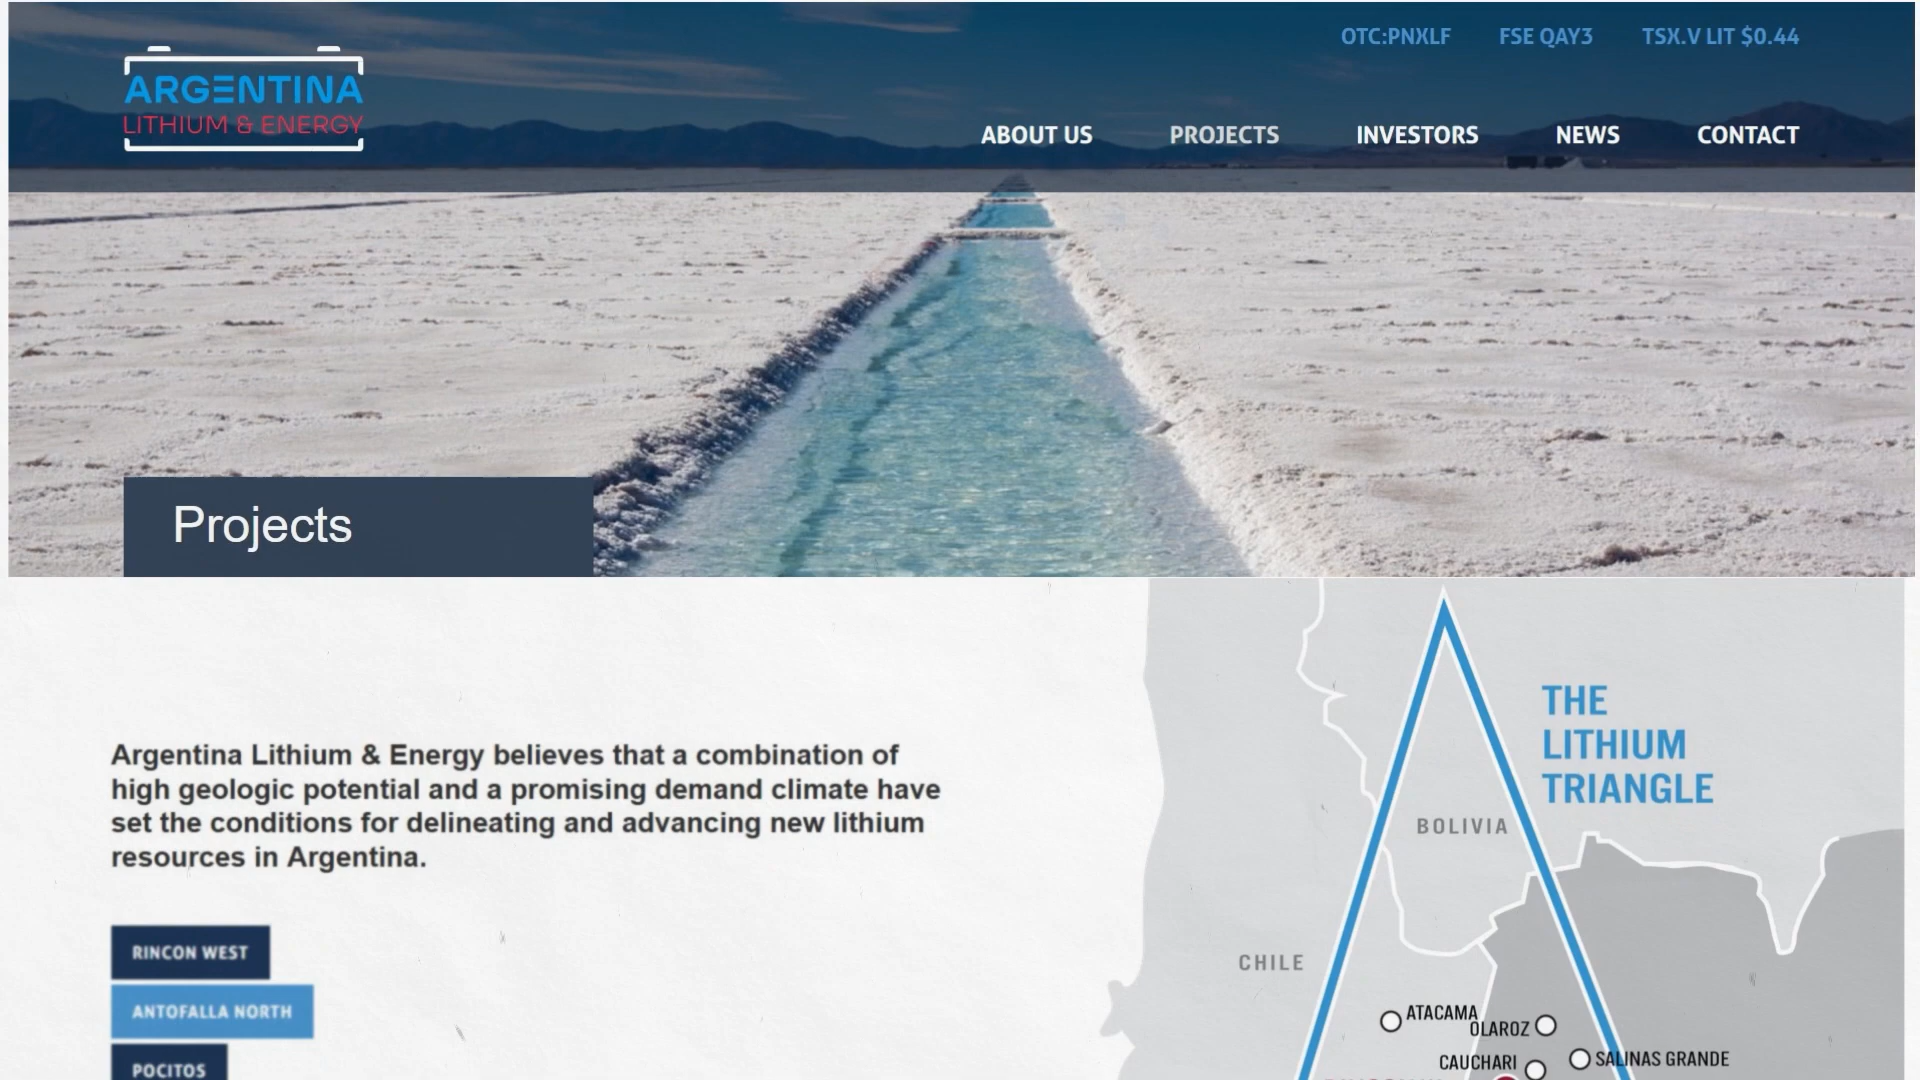 OTC:PNXLF FSE QAY3 TSX.V LIT $0.44
ARGENTINA
LITHIUM & ENERGY
ABOUT US PROJECTS INVESTORS NEWS CONTACT
Projects
Argentina Lithium & Energy believes that a combination of
high geologic potential and a promising demand climate have
set the conditions for delineating and advancing new lithium
resources in Argentina.
RINCON WEST
ANTOFALLA NORTH
POCITOS
THE
LITHIUM
TRIANGLE
BOLIVIA
CHILE
ATACAMA
OLAROZ
CAUCHARI
SALINAS GRANDE